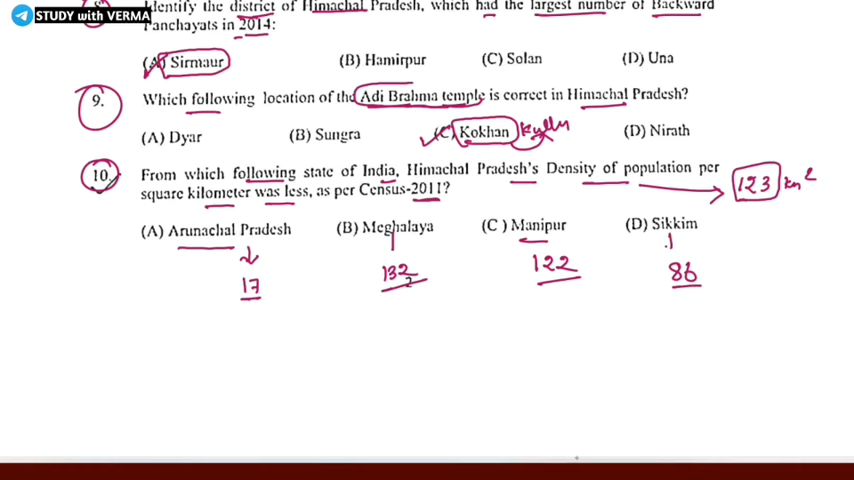 8. Identify the district of Himachal Pradesh, which had the largest number of Backward
STUDY with VERMA
Panchayats in 2014:
(A) Sirmaur (B) Hamirpur (C) Solan (D) Una
9. Which following location of the Adi Brahma temple is correct in Himachal Pradesh?
(A) Dyar (B) Sungra (C) Kokhan Kullu (D) Nirath
10. From which following state of India, Himachal Pradesh's Density of population per
square kilometer was less, as per Census-2011? 123 km²
(A) Arunachal Pradesh (B) Meghalaya (C ) Manipur (D) Sikkim
17 132 122 86